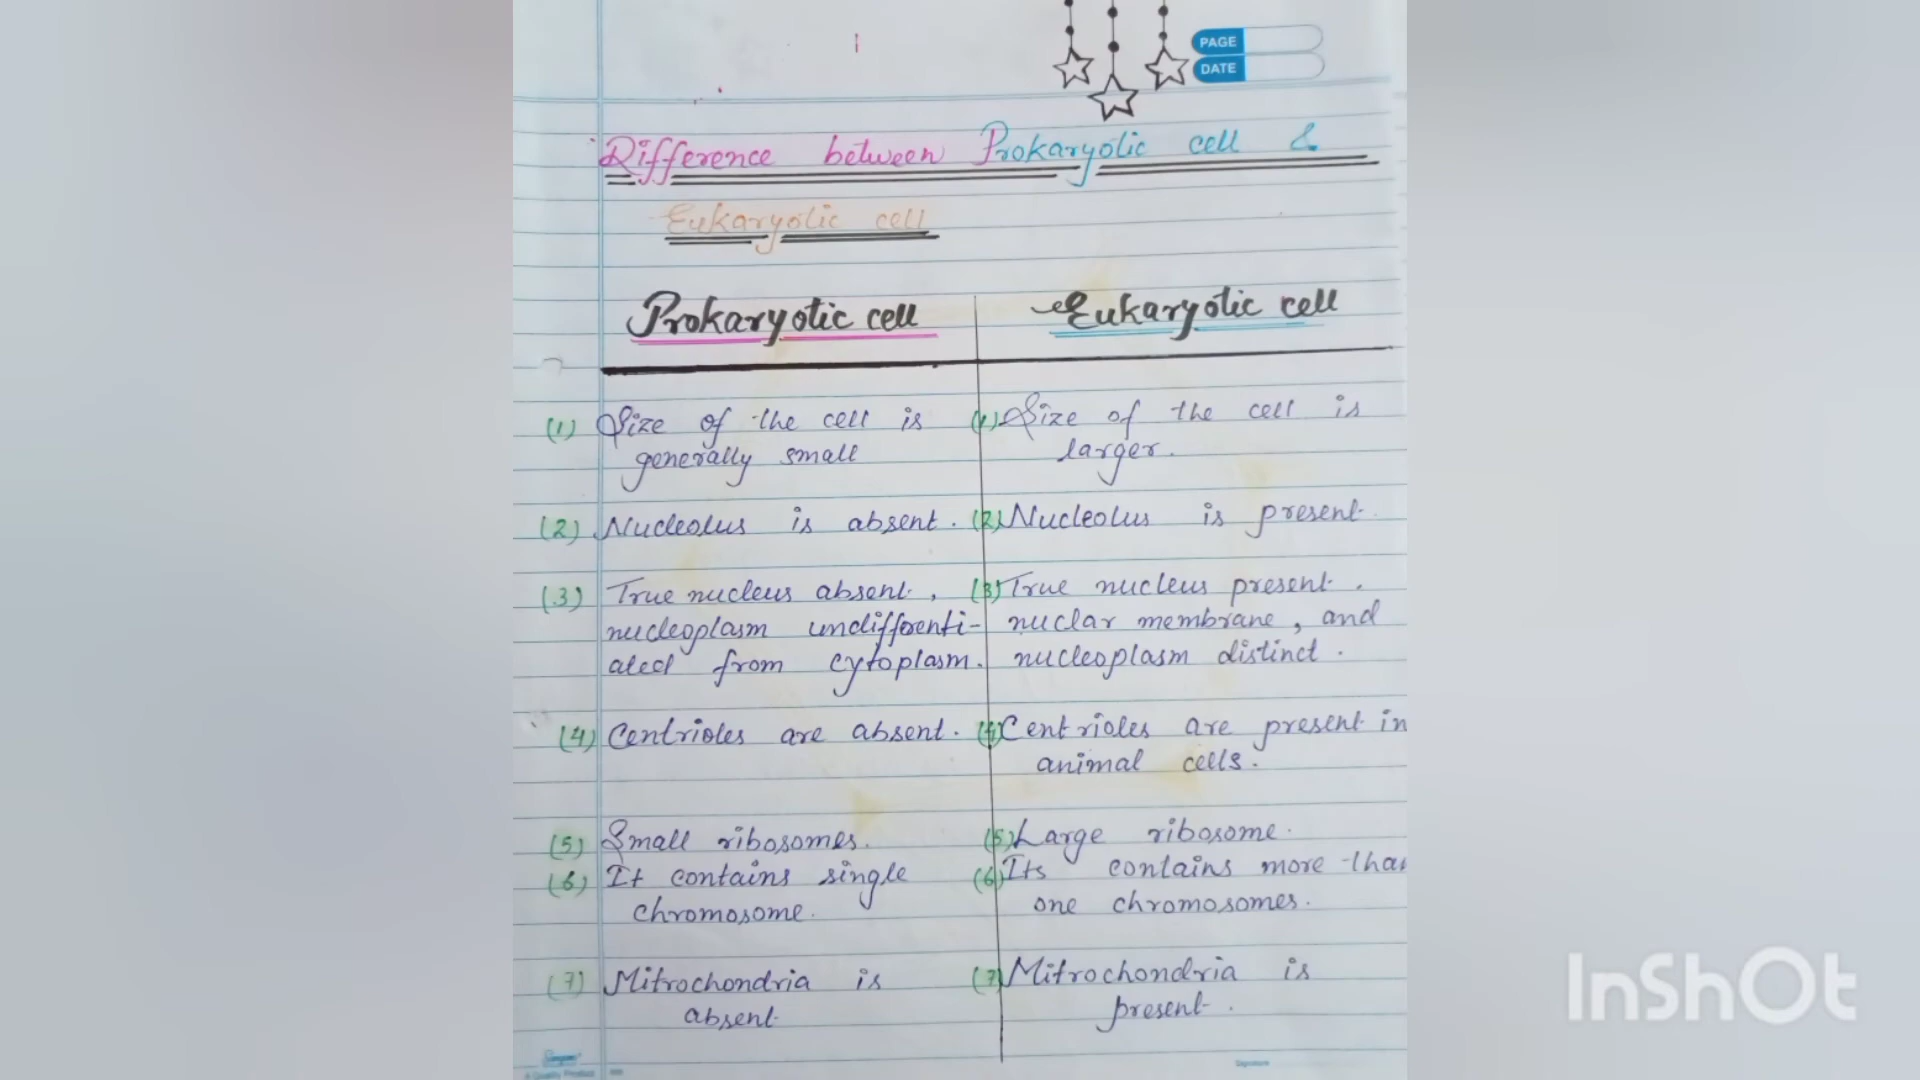 PAGE
DATE
Difference between Prokaryotic cell &
Eukaryotic cell
Prokaryotic cell
Eukaryotic cell
(1) Size of the cell is
generally small
(1) Size of the cell is
larger.
(2) Nucleolus is absent.
(2) Nucleolus is present.
(3) True nucleus absent,
nucleoplasm undifferenti-
ated from cytoplasm.
(3) True nucleus present.
nuclar membrane, and
nucleoplasm distinct.
(4) Centrioles are absent.
(4) Centrioles are present in
animal cells.
(5) Small ribosomes.
(5) Large ribosome.
(6) It contains single
chromosome.
(6) Its contains more than
one chromosomes.
(7) Mitrochondria is
absent.
(7) Mitrochondria is
present.
A Quality Product
Signature
InShOt